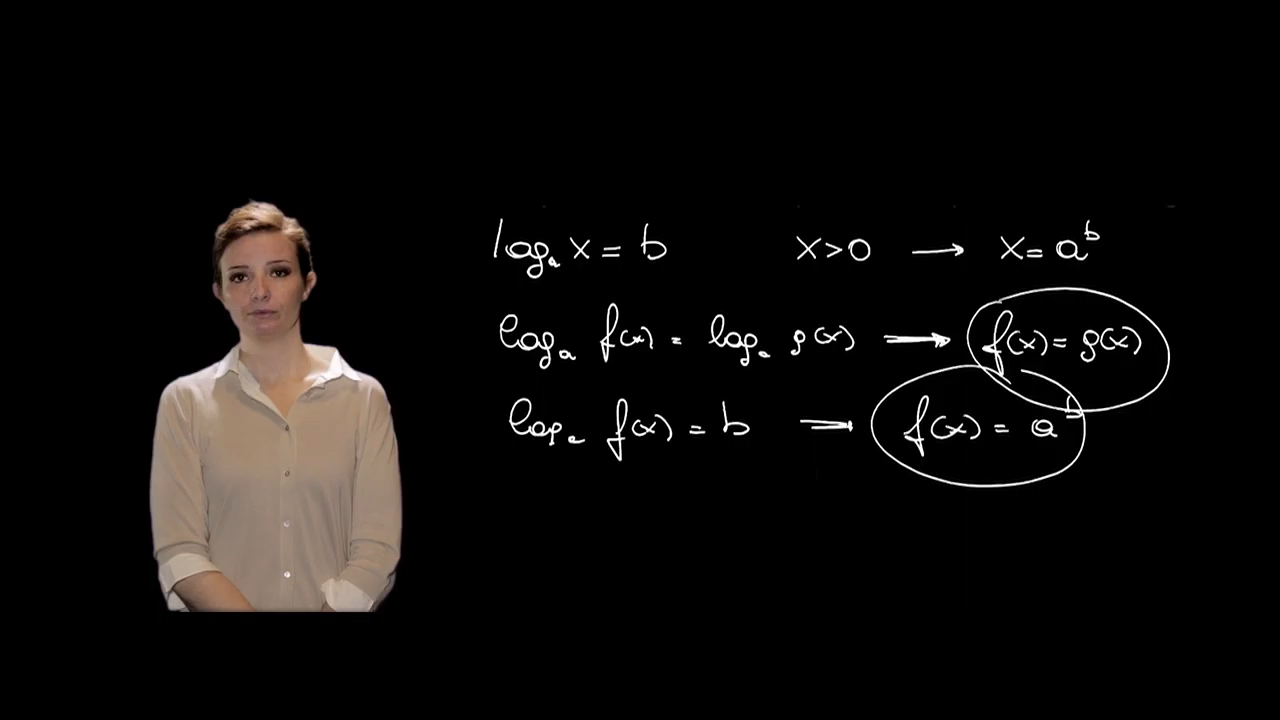 logₐ x = b x>0 → x = aᵇ
logₐ f(x) = logₐ g(x) → f(x) = g(x)
logₐ f(x) = b → f(x) = aᵇ